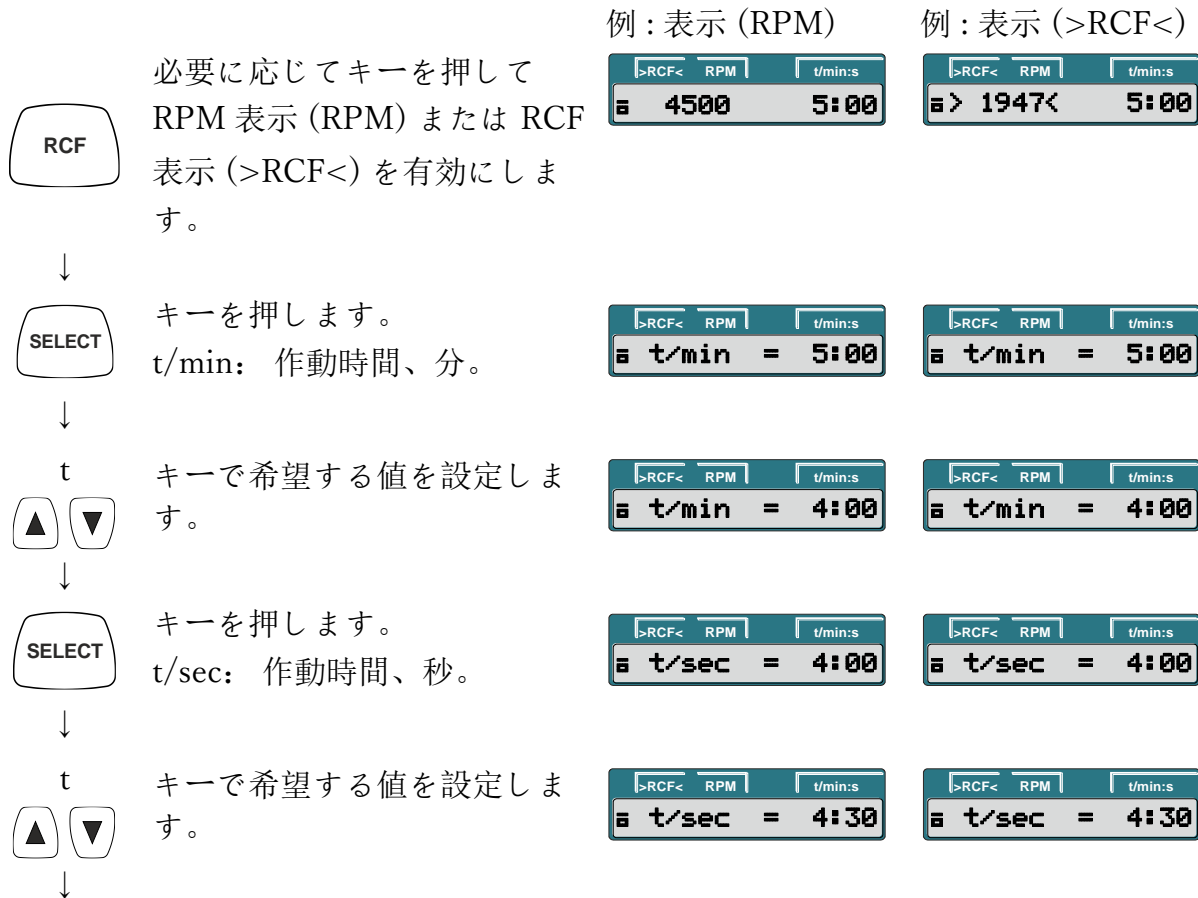 例 : 表示 (RPM) 例 : 表示 (>RCF<)
RCF
必要に応じてキーを押して
RPM 表示 (RPM) または RCF
表示 (>RCF<) を有効にしま
す。
>RCF< RPM t/min:s
4500 5:00
>RCF< RPM t/min:s
> 1947< 5:00
↓
SELECT
キーを押します。
t/min： 作動時間、分。
>RCF< RPM t/min:s
t/min = 5:00
>RCF< RPM t/min:s
t/min = 5:00
↓
t
▲ ▼
キーで希望する値を設定しま
す。
>RCF< RPM t/min:s
t/min = 4:00
>RCF< RPM t/min:s
t/min = 4:00
↓
SELECT
キーを押します。
t/sec： 作動時間、秒。
>RCF< RPM t/min:s
t/sec = 4:00
>RCF< RPM t/min:s
t/sec = 4:00
↓
t
▲ ▼
キーで希望する値を設定しま
す。
>RCF< RPM t/min:s
t/sec = 4:30
>RCF< RPM t/min:s
t/sec = 4:30
↓